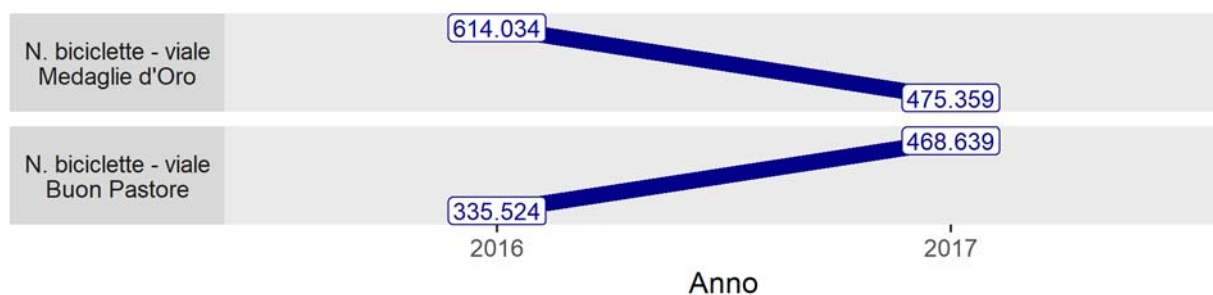 N. biciclette - viale
Medaglie d'Oro
614.034
475.359
N. biciclette - viale
Buon Pastore
468.639
335.524
2016
2017
Anno